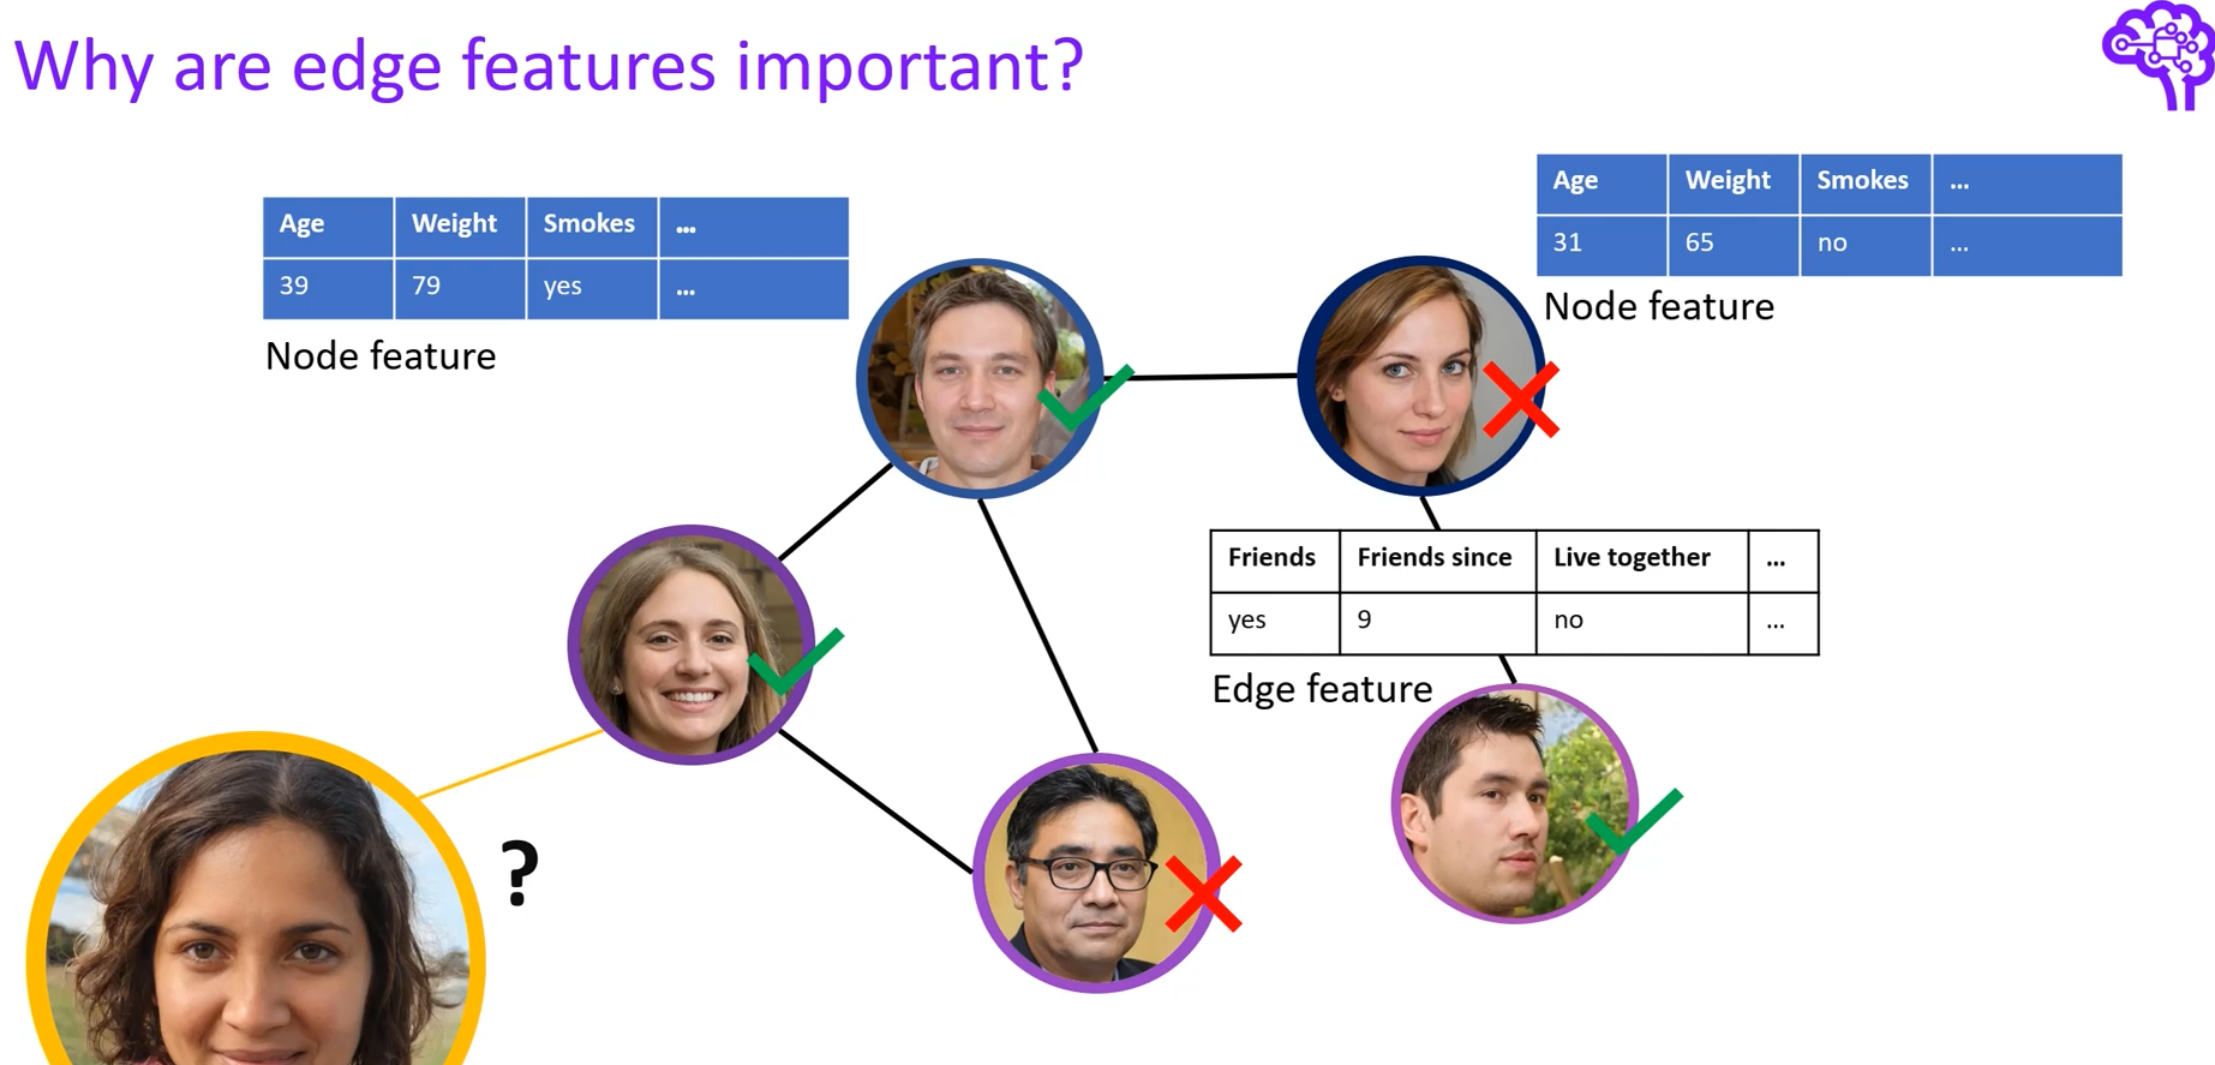 Why are edge features important?
Age Weight Smokes ...
39 79 yes ...
Node feature
Age Weight Smokes ...
31 65 no ...
Node feature
Friends Friends since Live together ...
yes 9 no ...
Edge feature
?